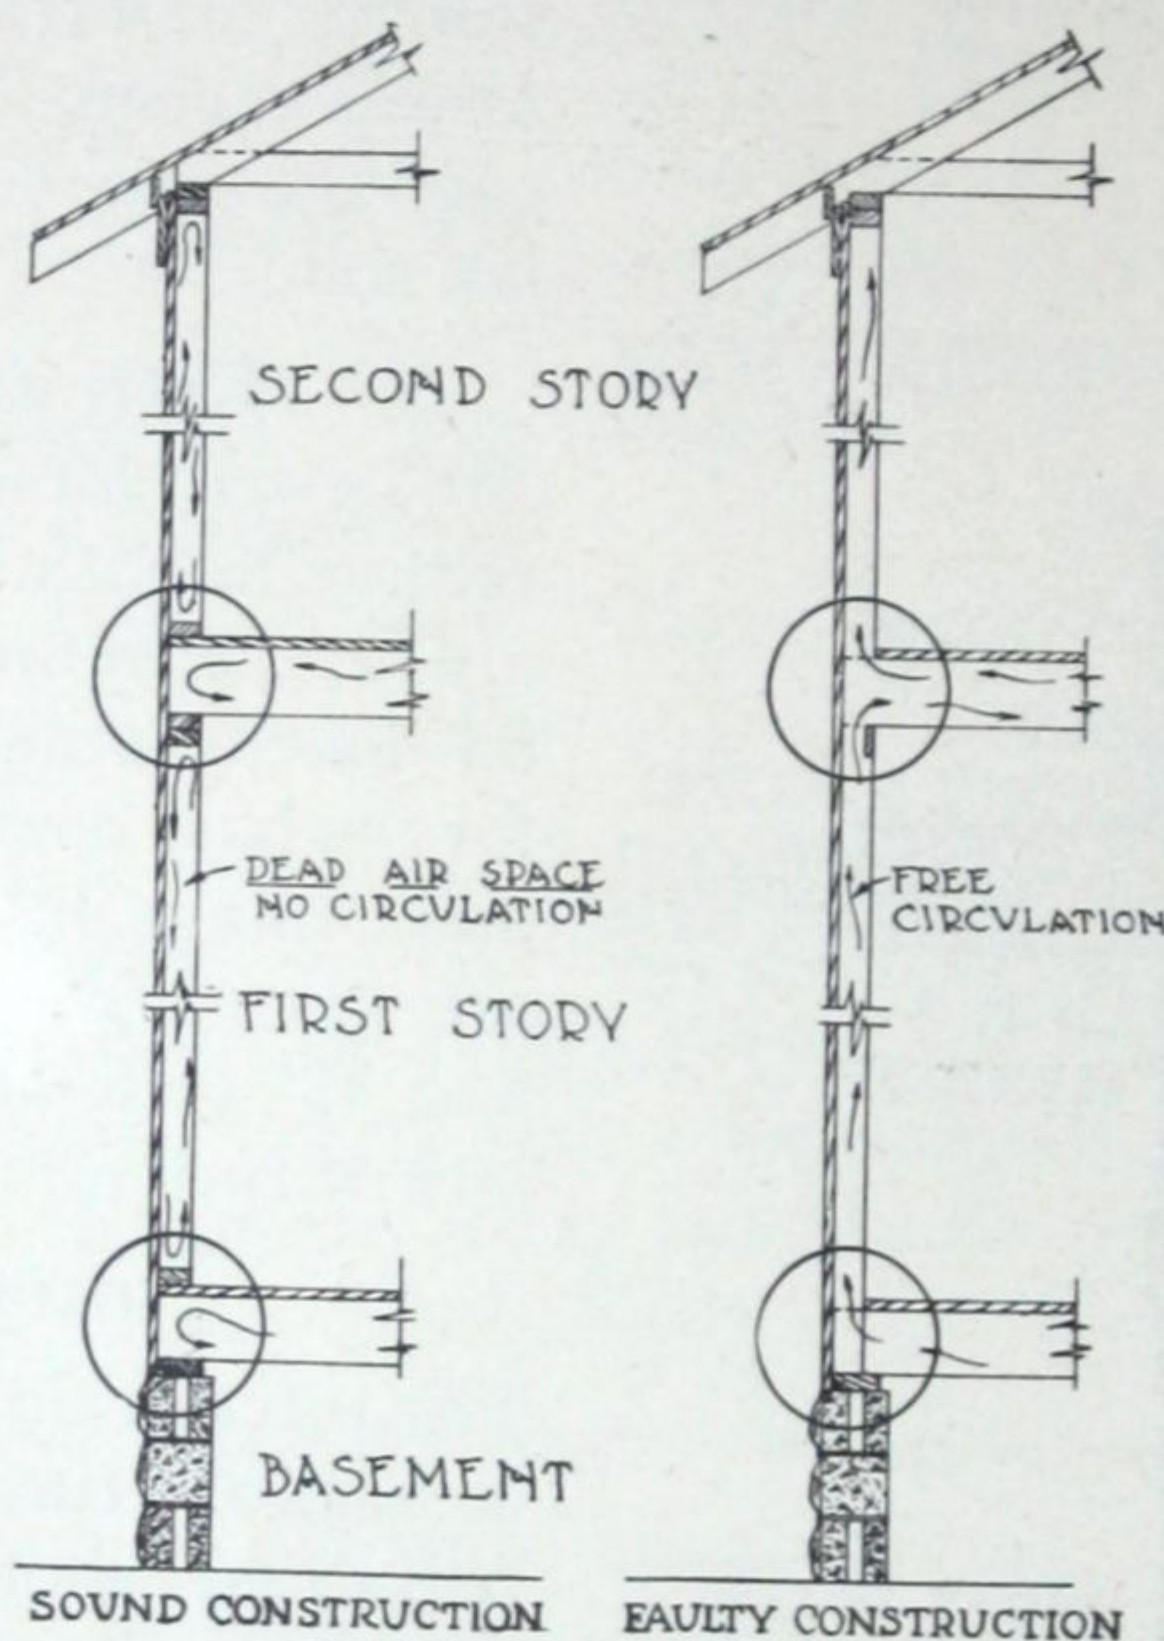 SECOND STORY
DEAD AIR SPACE
NO CIRCULATION
FREE
CIRCULATION
FIRST STORY
BASEMENT
SOUND CONSTRUCTION
FAULTY CONSTRUCTION